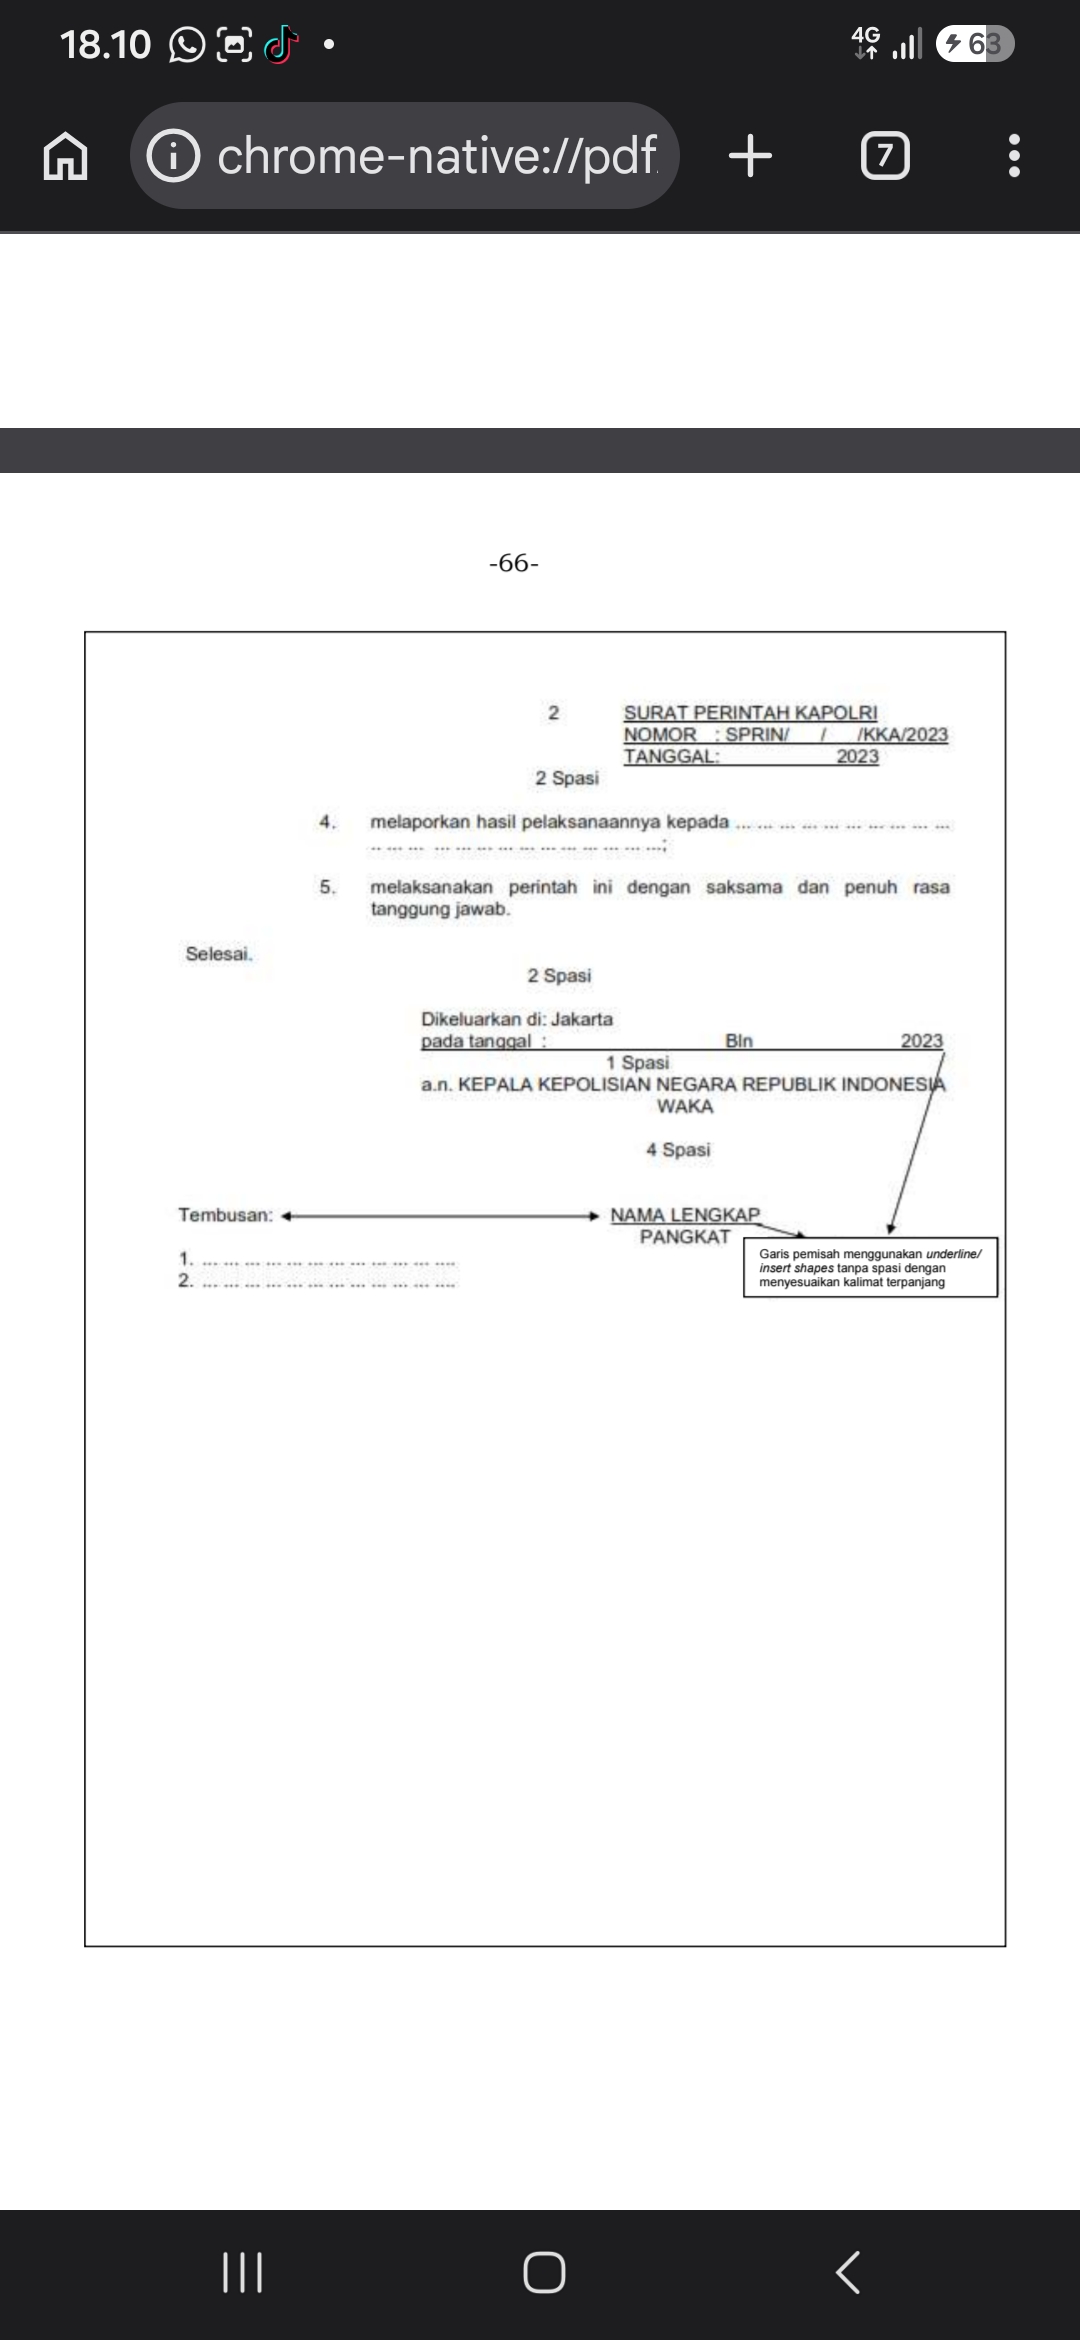 18.10
4G
63
chrome-native://pdf
7
-66-
2 SURAT PERINTAH KAPOLRI
NOMOR : SPRIN/ / /KKA/2023
TANGGAL: 2023
2 Spasi
4. melaporkan hasil pelaksanaannya kepada ... ... ... ... ... ... ... ... ... ...
.. ... ... ... ... ... ... ... ... ... ... ... ... ...;
5. melaksanakan perintah ini dengan saksama dan penuh rasa
tanggung jawab.
Selesai.
2 Spasi
Dikeluarkan di: Jakarta
pada tanggal : Bln 2023
1 Spasi
a.n. KEPALA KEPOLISIAN NEGARA REPUBLIK INDONESIA
WAKA
4 Spasi
Tembusan: NAMA LENGKAP
PANGKAT
Garis pemisah menggunakan underline/
insert shapes tanpa spasi dengan
menyesuaikan kalimat terpanjang
1. ... ... ... ... ... ... ... ... ... ... ... ....
2. ... ... ... ... ... ... ... ... ... ... ... ....